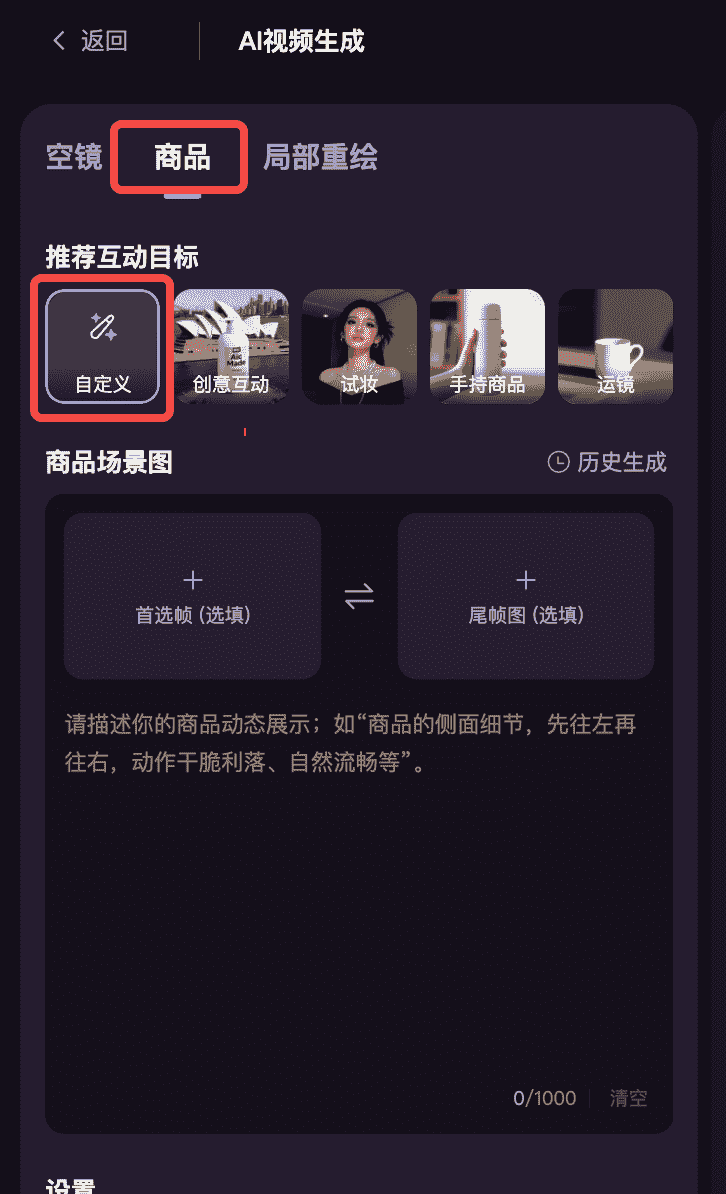 返回
AI视频生成
空镜 商品 局部重绘
推荐互动目标
自定义 创意互动 试妆 手持商品 运镜
商品场景图 历史生成
首选帧 (选填) 尾帧图 (选填)
请描述你的商品动态展示；如“商品的侧面细节，先往左再
往右，动作干脆利落、自然流畅等”。
0/1000 清空
设置